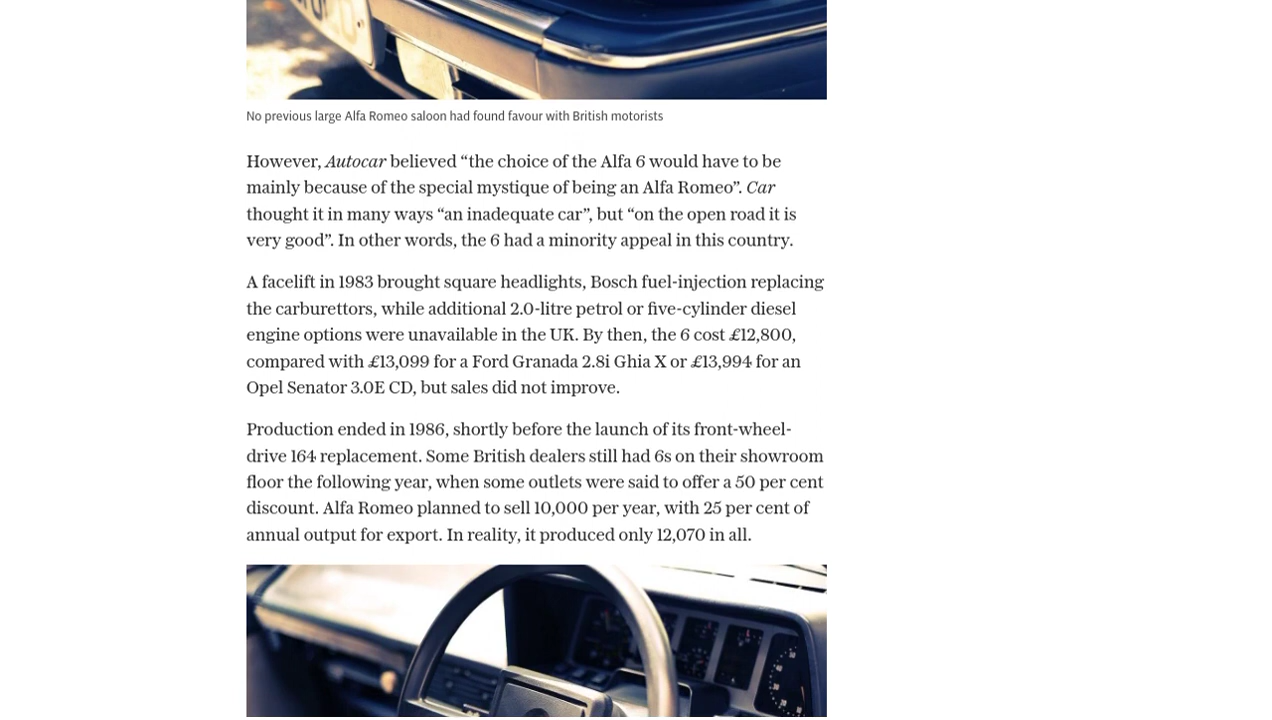 No previous large Alfa Romeo saloon had found favour with British motorists
However, Autocar believed “the choice of the Alfa 6 would have to be
mainly because of the special mystique of being an Alfa Romeo”. Car
thought it in many ways “an inadequate car”, but “on the open road it is
very good”. In other words, the 6 had a minority appeal in this country.
A facelift in 1983 brought square headlights, Bosch fuel-injection replacing
the carburettors, while additional 2.0-litre petrol or five-cylinder diesel
engine options were unavailable in the UK. By then, the 6 cost £12,800,
compared with £13,099 for a Ford Granada 2.8i Ghia X or £13,994 for an
Opel Senator 3.0E CD, but sales did not improve.
Production ended in 1986, shortly before the launch of its front-wheel-
drive 164 replacement. Some British dealers still had 6s on their showroom
floor the following year, when some outlets were said to offer a 50 per cent
discount. Alfa Romeo planned to sell 10,000 per year, with 25 per cent of
annual output for export. In reality, it produced only 12,070 in all.